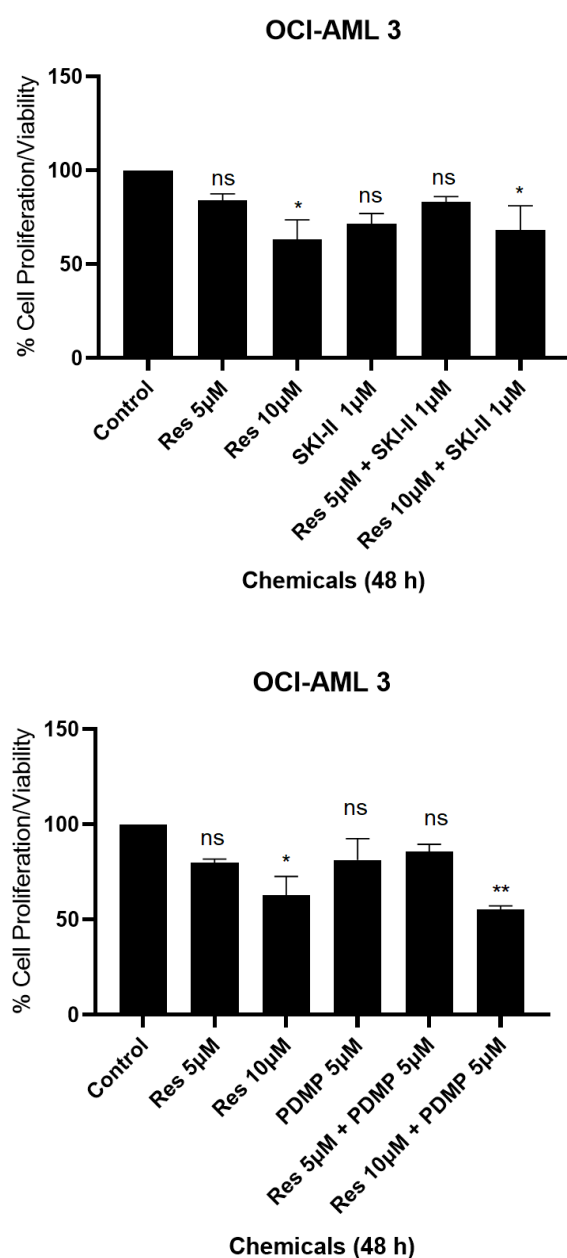 OCI-AML 3
% Cell Proliferation/Viability
150
100
50
0
ns
*
ns
ns
*
Control
Res 5µM
Res 10µM
SKI-II 1µM
Res 5µM + SKI-II 1µM
Res 10µM + SKI-II 1µM
Chemicals (48 h)
OCI-AML 3
% Cell Proliferation/Viability
150
100
50
0
ns
*
ns
ns
**
Control
Res 5µM
Res 10µM
PDMP 5µM
Res 5µM + PDMP 5µM
Res 10µM + PDMP 5µM
Chemicals (48 h)